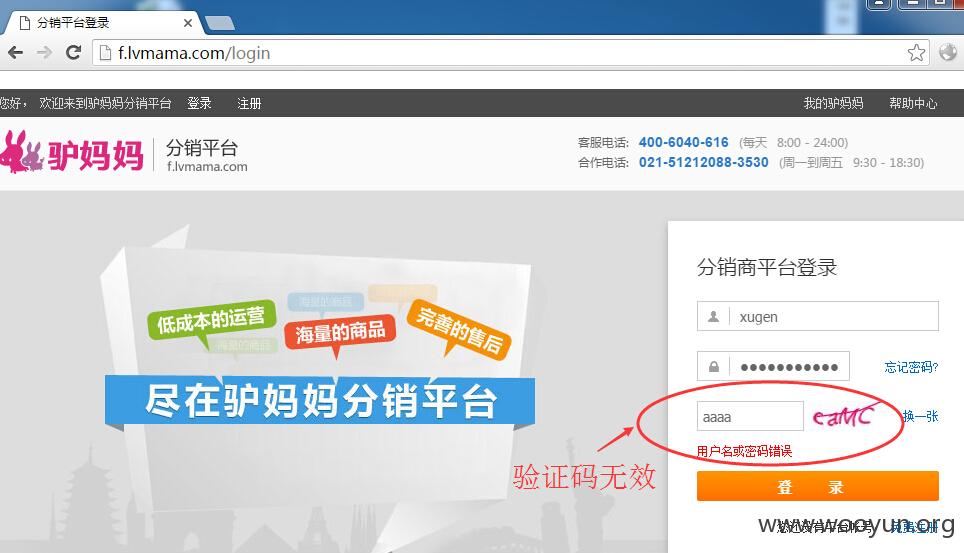 分销平台登录
f.lvmama.com/login
您好， 欢迎来到驴妈妈分销平台 登录 注册 我的驴妈妈 帮助中心
驴妈妈 分销平台
f.lvmama.com
客服电话: 400-6040-616 (每天 8:00 - 24:00)
合作电话: 021-51212088-3530 (周一到周五 9:30 - 18:30)
海量的商品
低成本的运营
海量的商品
完善的售后
海量的商品
尽在驴妈妈分销平台
分销商平台登录
xugen
忘记密码?
aaaa eaMC 换一张
用户名或密码错误
验证码无效
登 录
www.wooyun.org
免费注册